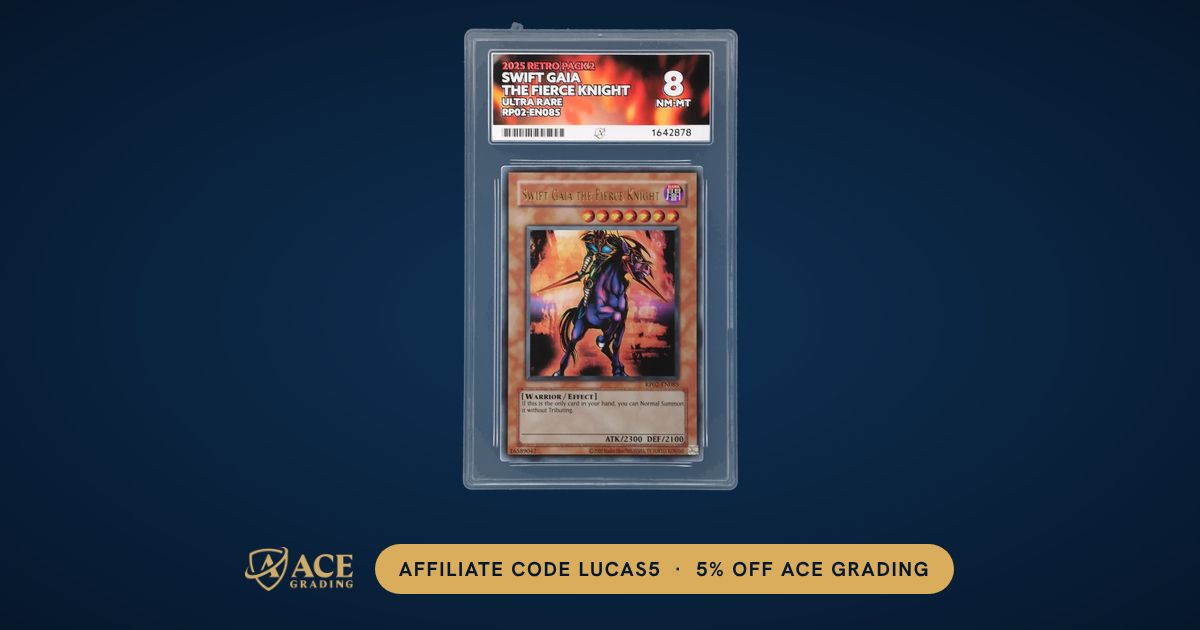 2025 RETRO PACK 2
SWIFT GAIA
THE FIERCE KNIGHT
ULTRA RARE
RP02-EN085
8
NM-MT
1642878
SWIFT GAIA THE FIERCE KNIGHT
RP02-EN085
[WARRIOR / EFFECT]
If this is the only card in your hand, you can Normal Summon
it without Tributing.
ATK/2300 DEF/2100
16589042
ACE
GRADING
AFFILIATE CODE LUCAS5 · 5% OFF ACE GRADING